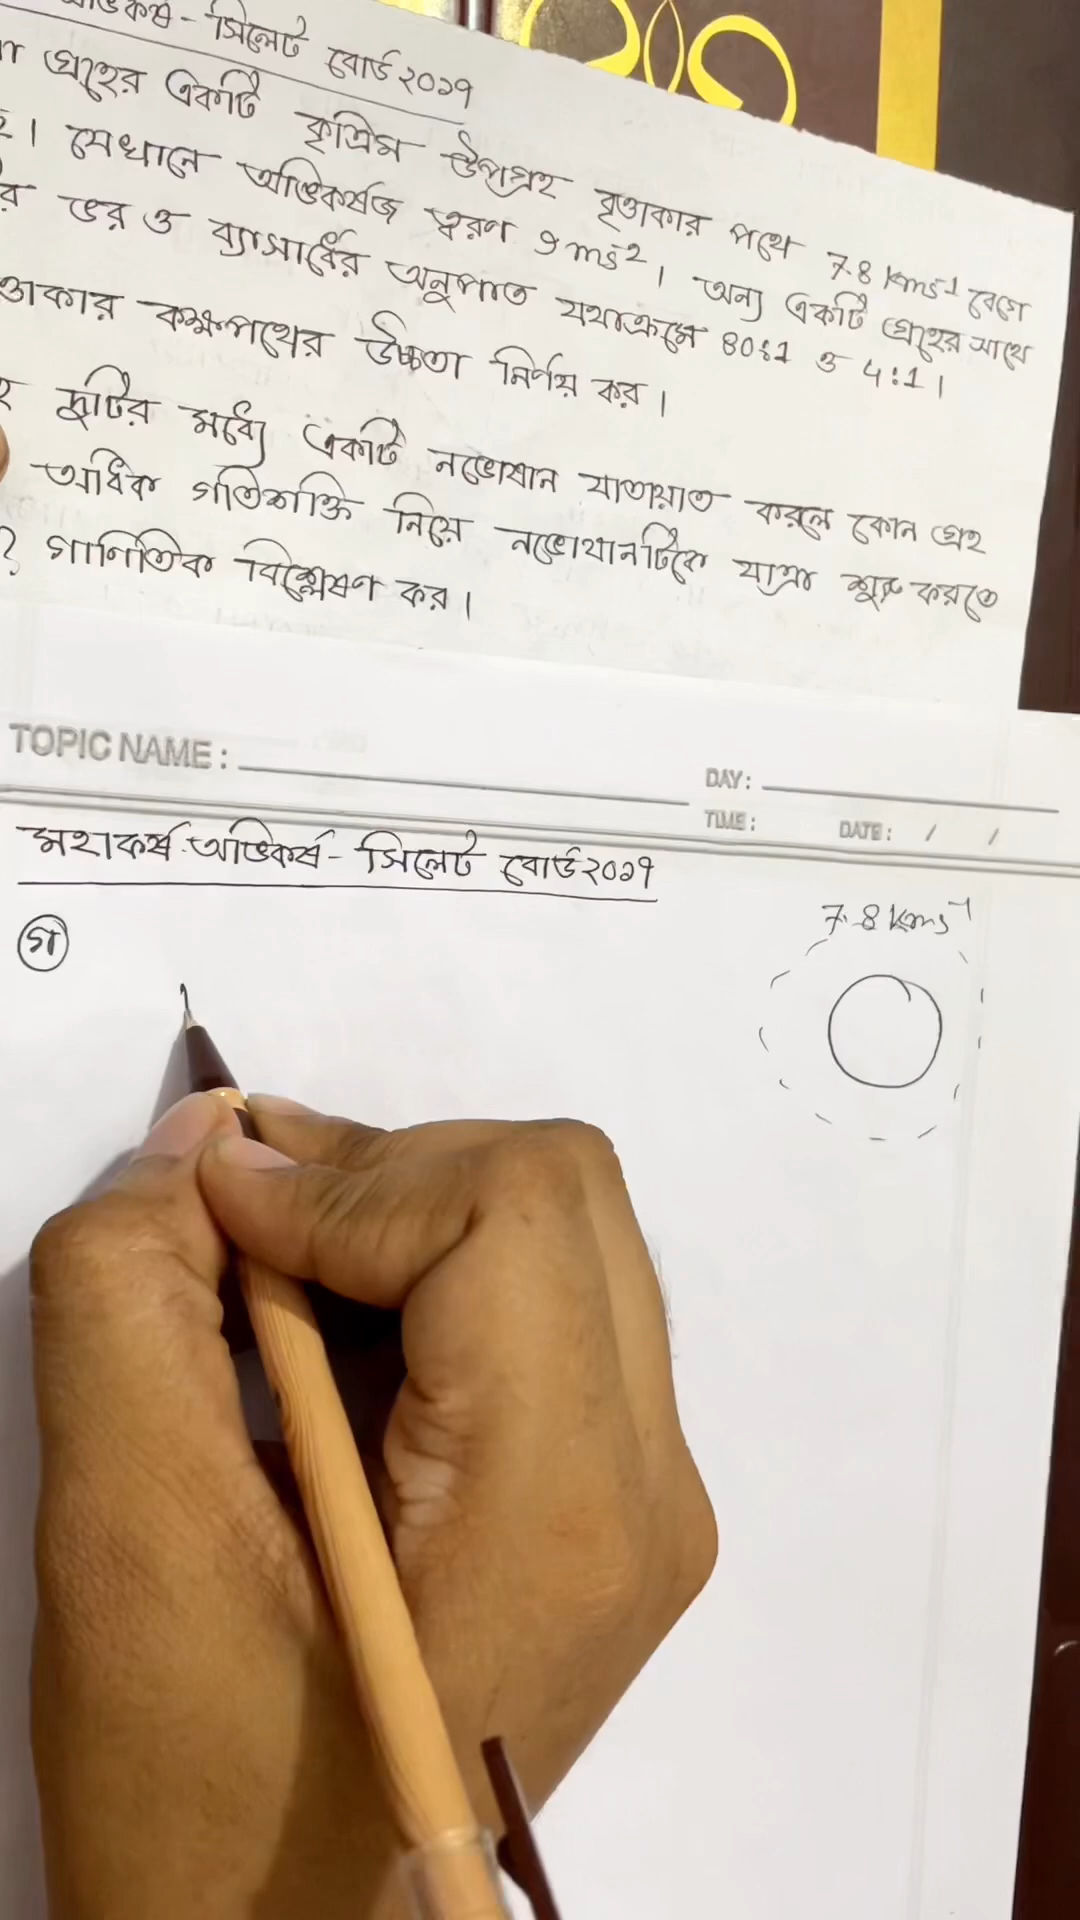 অভিকর্ষ - সিলেট বোর্ড ২০১৭
গ্রহের একটি কৃত্রিম উপগ্রহ বৃত্তাকার পথে 7.8 kms⁻¹ বেগে
। সেখানে অভিকর্ষজ ত্বরণ 9 ms⁻²। অন্য একটি গ্রহের সাথে
র ভর ও ব্যাসার্ধের অনুপাত যথাক্রমে 80:1 ও 4:1।
ত্তাকার কক্ষপথের উচ্চতা নির্ণয় কর।
হ দুটির মধ্যে একটি নভোযান যাতায়াত করলে কোন গ্রহ
অধিক গতিশক্তি নিয়ে নভোযানটিকে যাত্রা শুরু করতে
? গাণিতিক বিশ্লেষণ কর।
TOPIC NAME :
DAY :
TIME :
DATE : / /
মহাকর্ষ-অভিকর্ষ - সিলেট বোর্ড ২০১৭
7.8 kms⁻¹
গ